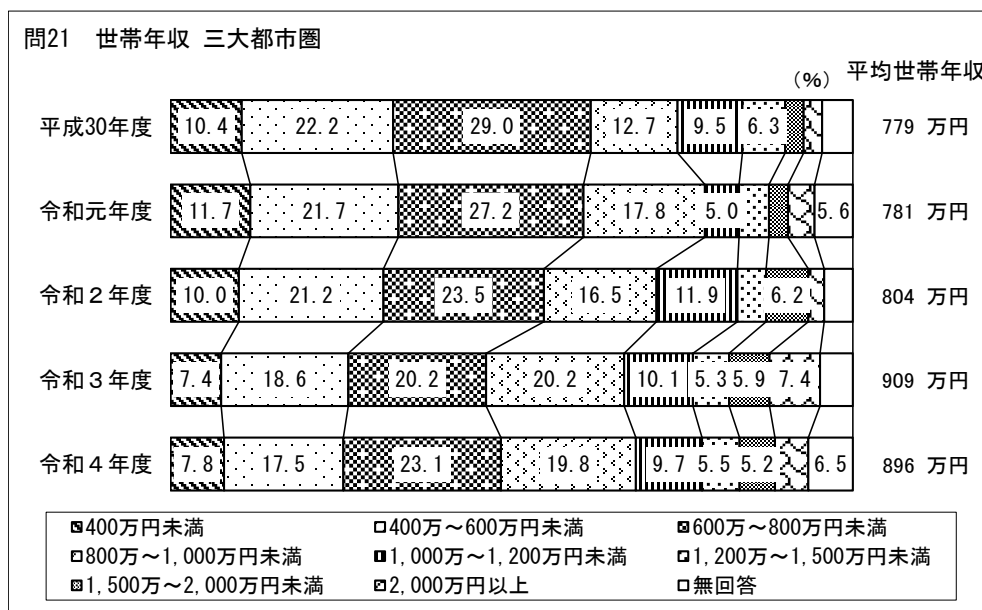 問21　世帯年収 三大都市圏
（%） 平均世帯年収
平成30年度 10.4 22.2 29.0 12.7 9.5 6.3 779 万円
令和元年度 11.7 21.7 27.2 17.8 5.0 5.6 781 万円
令和２年度 10.0 21.2 23.5 16.5 11.9 6.2 804 万円
令和３年度 7.4 18.6 20.2 20.2 10.1 5.3 5.9 7.4 909 万円
令和４年度 7.8 17.5 23.1 19.8 9.7 5.5 5.2 6.5 896 万円
400万円未満 400万～600万円未満 600万～800万円未満
800万～1,000万円未満 1,000万～1,200万円未満 1,200万～1,500万円未満
1,500万～2,000万円未満 2,000万円以上 無回答